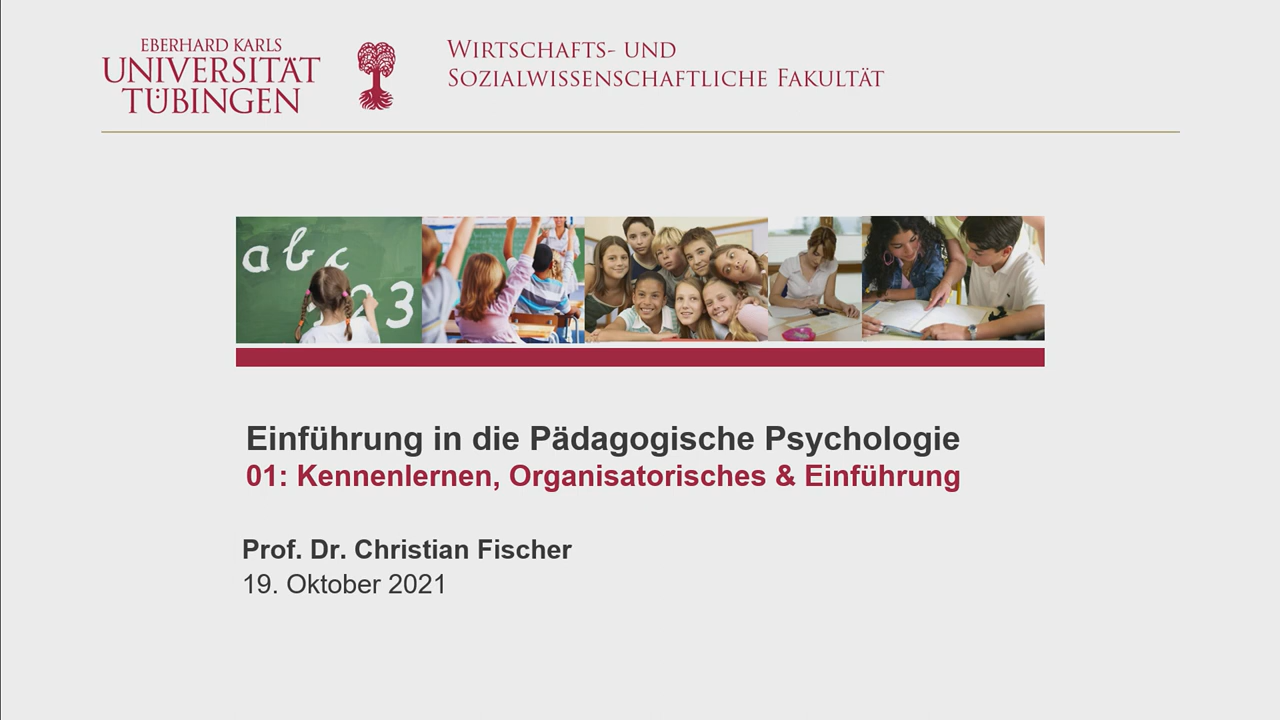 EBERHARD KARLS
UNIVERSITÄT
TÜBINGEN
WIRTSCHAFTS- UND
SOZIALWISSENSCHAFTLICHE FAKULTÄT
abc
123
Einführung in die Pädagogische Psychologie
01: Kennenlernen, Organisatorisches & Einführung
Prof. Dr. Christian Fischer
19. Oktober 2021